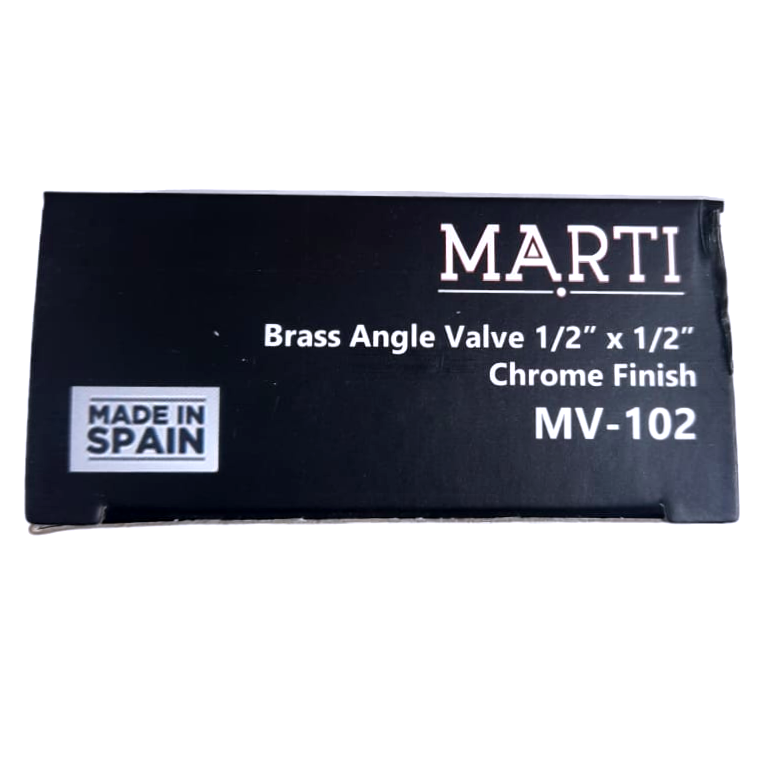 MARTI
Brass Angle Valve 1/2” x 1/2”
Chrome Finish
MV-102
MADE IN
SPAIN